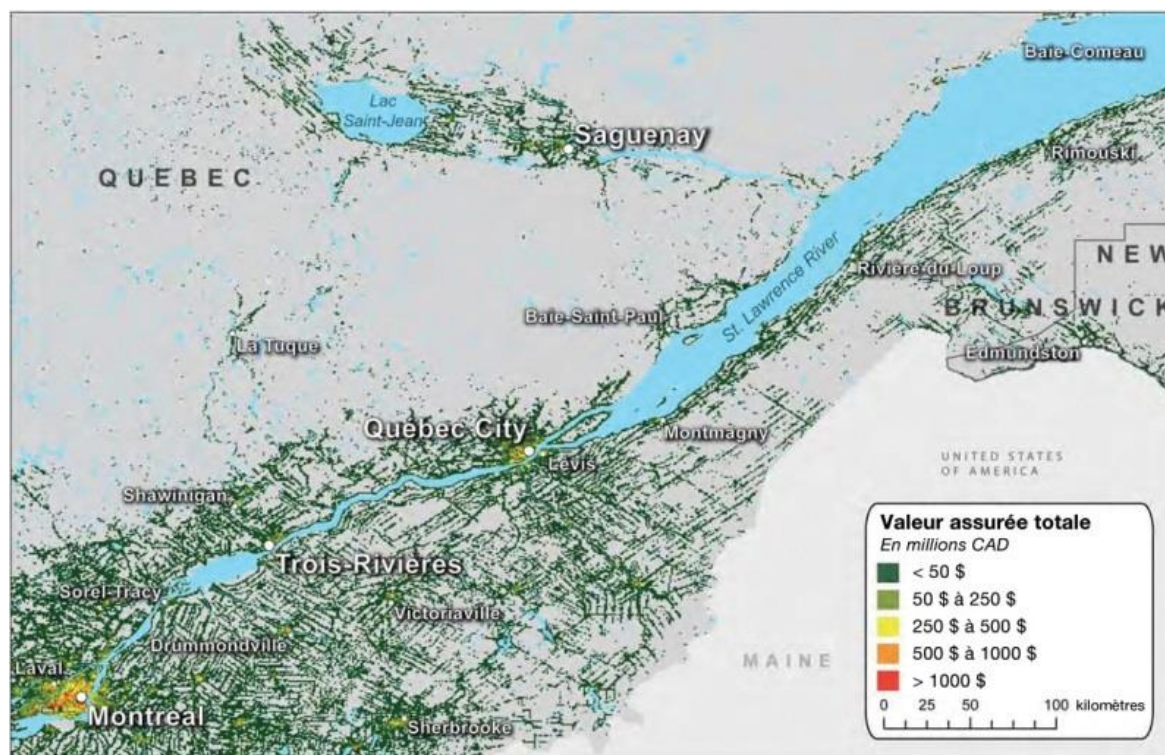 Baie-Comeau
Lac
Saint-Jean
Saguenay
QUEBEC
Rimouski
St. Lawrence River
Rivière-du-Loup
NEW
BRUNSWICK
Baie-Saint-Paul
La Tuque
Edmundston
Québec City
Montmagny
Lévis
UNITED STATES
OF AMERICA
Shawinigan
Trois-Rivières
Sorel-Tracy
Victoriaville
Drummondville
Laval
MAINE
Montreal
Sherbrooke
Valeur assurée totale
En millions CAD
< 50 $
50 $ à 250 $
250 $ à 500 $
500 $ à 1000 $
> 1000 $
0 25 50 100 kilomètres